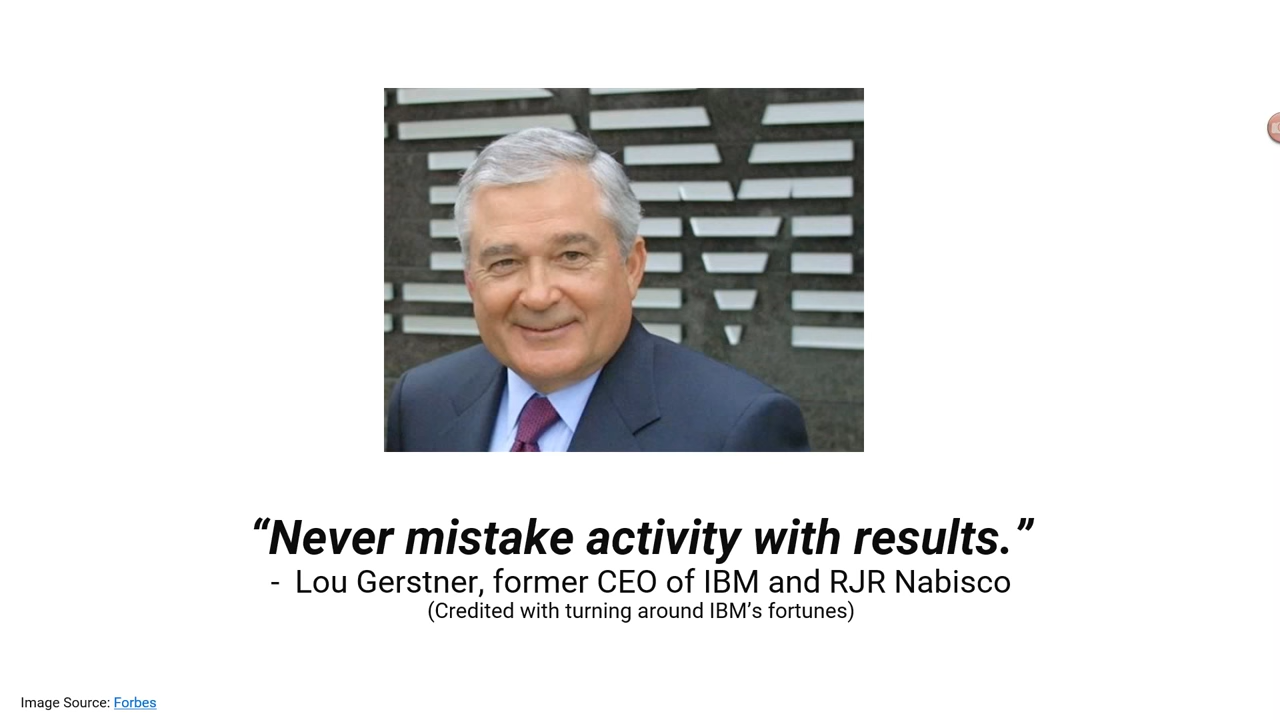 “Never mistake activity with results.”
- Lou Gerstner, former CEO of IBM and RJR Nabisco
(Credited with turning around IBM’s fortunes)
Image Source: Forbes